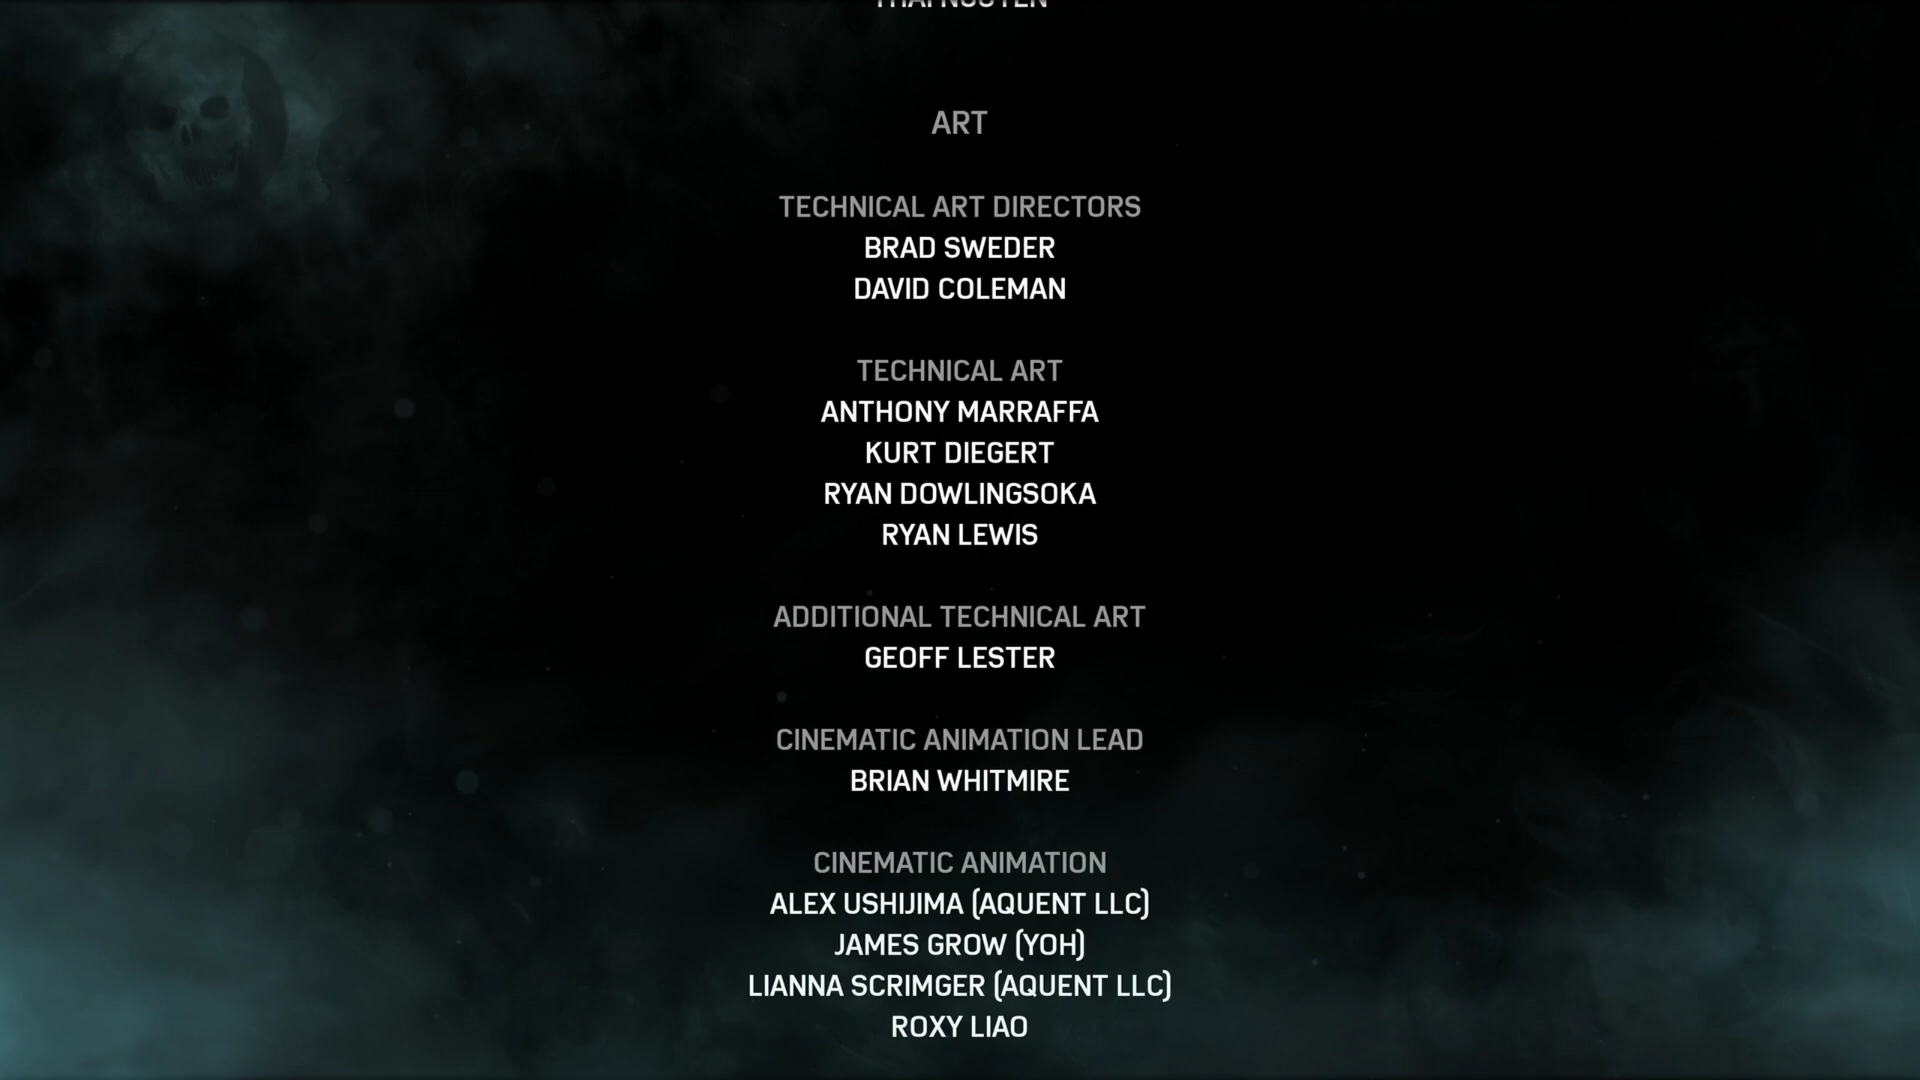 ART
TECHNICAL ART DIRECTORS
BRAD SWEDER
DAVID COLEMAN
TECHNICAL ART
ANTHONY MARRAFFA
KURT DIEGERT
RYAN DOWLINGSOKA
RYAN LEWIS
ADDITIONAL TECHNICAL ART
GEOFF LESTER
CINEMATIC ANIMATION LEAD
BRIAN WHITMIRE
CINEMATIC ANIMATION
ALEX USHIJIMA (AQUENT LLC)
JAMES GROW (YOH)
LIANNA SCRIMGER (AQUENT LLC)
ROXY LIAO